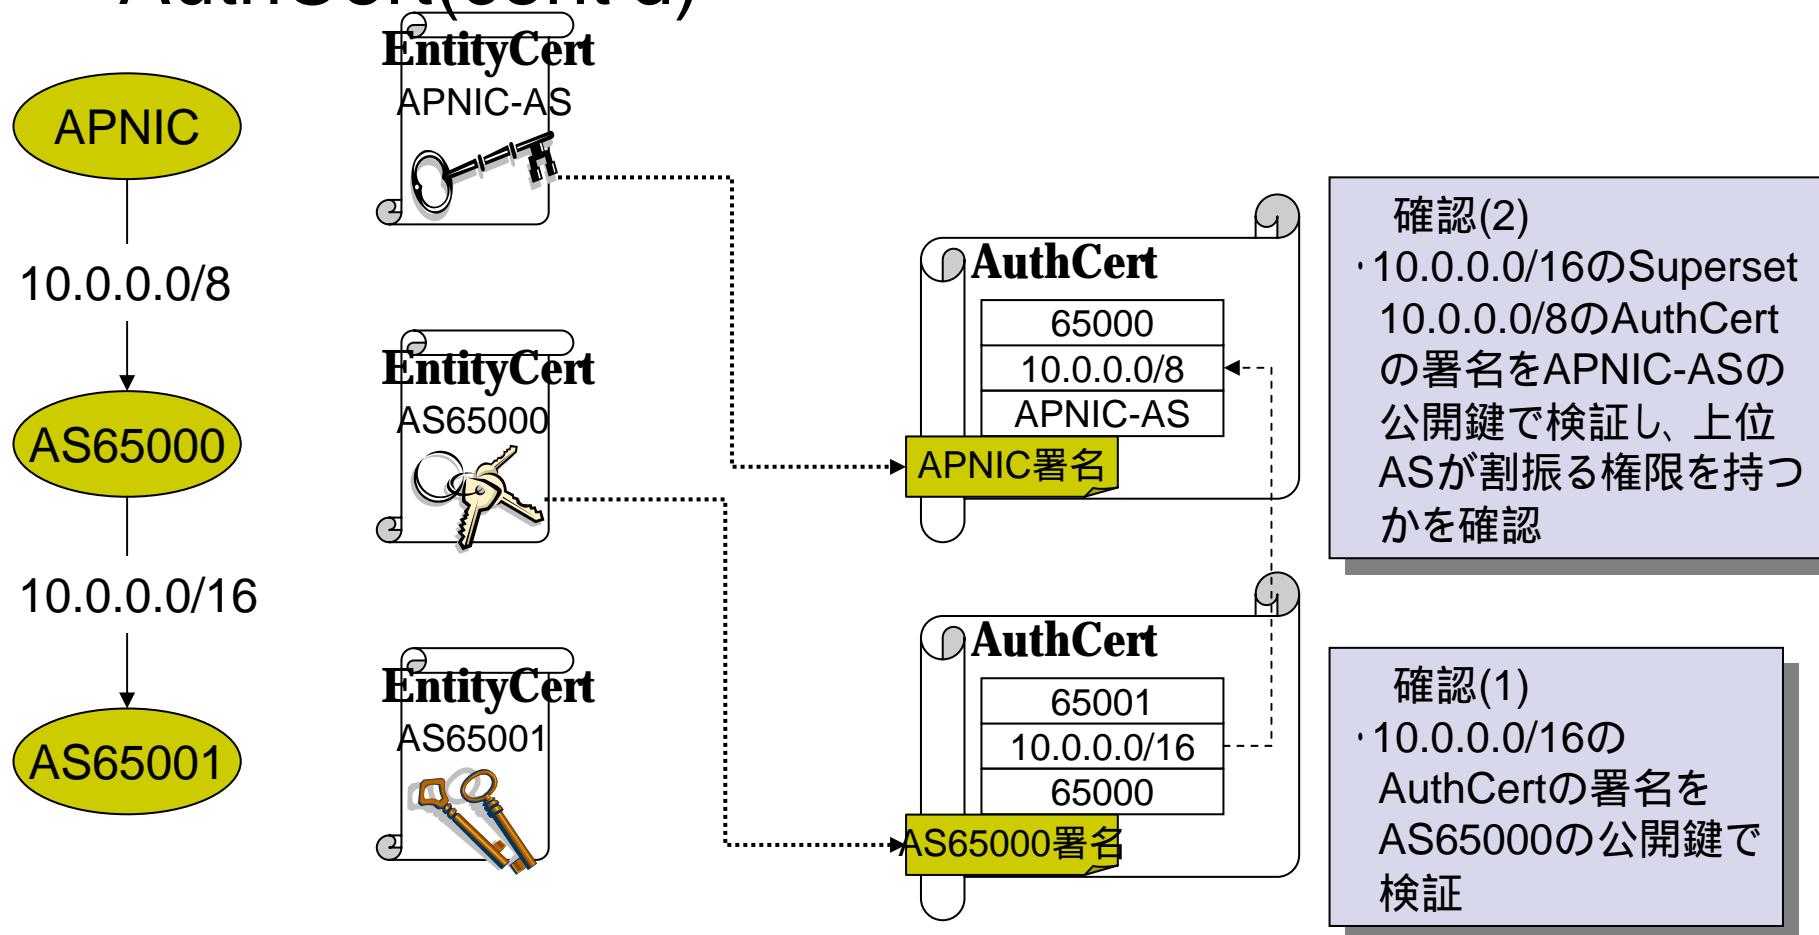 AuthCert(cont'd)
APNIC
10.0.0.0/8
AS65000
10.0.0.0/16
AS65001
EntityCert
APNIC-AS
EntityCert
AS65000
EntityCert
AS65001
AuthCert
65000
10.0.0.0/8
APNIC-AS
APNIC署名
AuthCert
65001
10.0.0.0/16
65000
AS65000署名
確認(2)
・10.0.0.0/16のSuperset
10.0.0.0/8のAuthCert
の署名をAPNIC-ASの
公開鍵で検証し、上位
ASが割振る権限を持つ
かを確認
確認(1)
・10.0.0.0/16の
AuthCertの署名を
AS65000の公開鍵で
検証